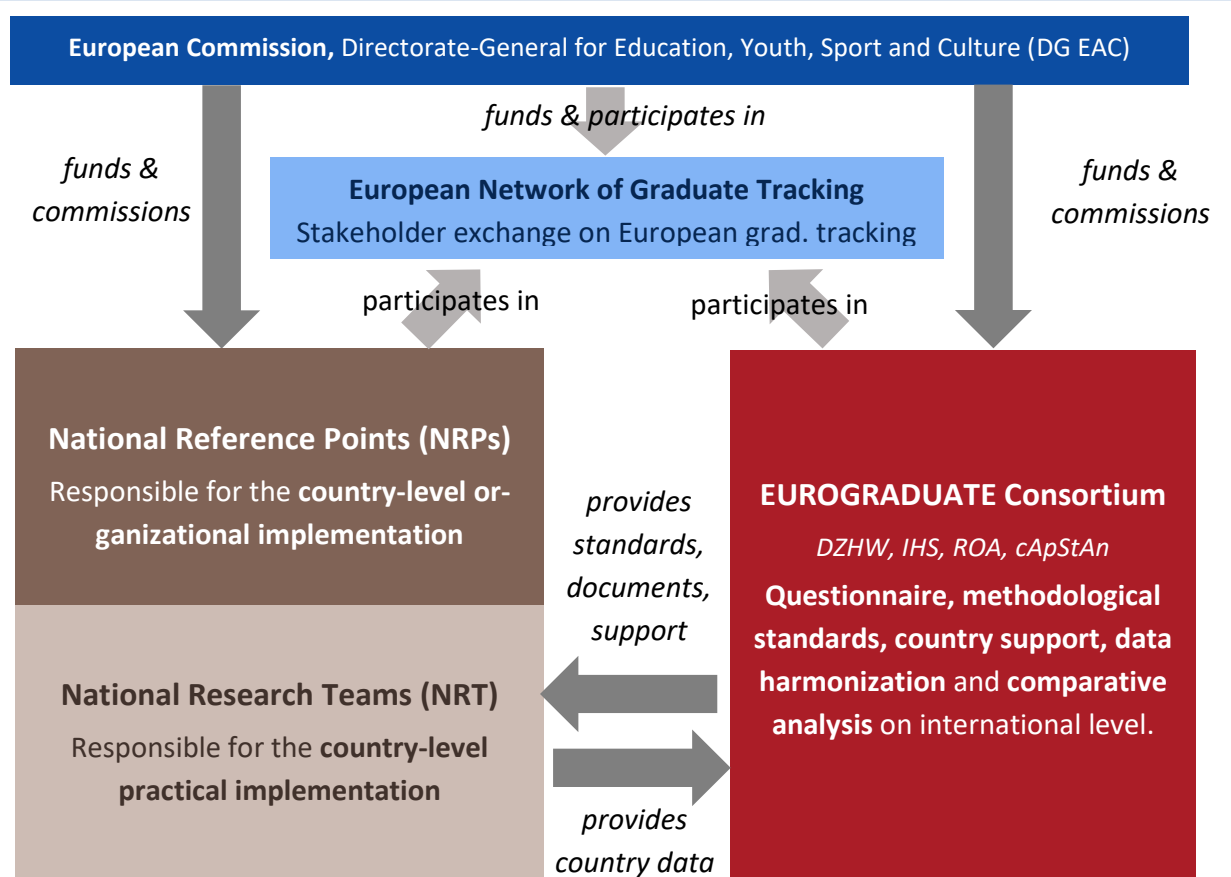 European Commission, Directorate-General for Education, Youth, Sport and Culture (DG EAC)
funds & participates in
funds &
commissions
European Network of Graduate Tracking
Stakeholder exchange on European grad. tracking
funds &
commissions
participates in
participates in
National Reference Points (NRPs)
Responsible for the country-level or-
ganizational implementation
National Research Teams (NRT)
Responsible for the country-level
practical implementation
provides
standards,
documents,
support
provides
country data
EUROGRADUATE Consortium
DZHW, IHS, ROA, cApStAn
Questionnaire, methodological
standards, country support, data
harmonization and comparative
analysis on international level.